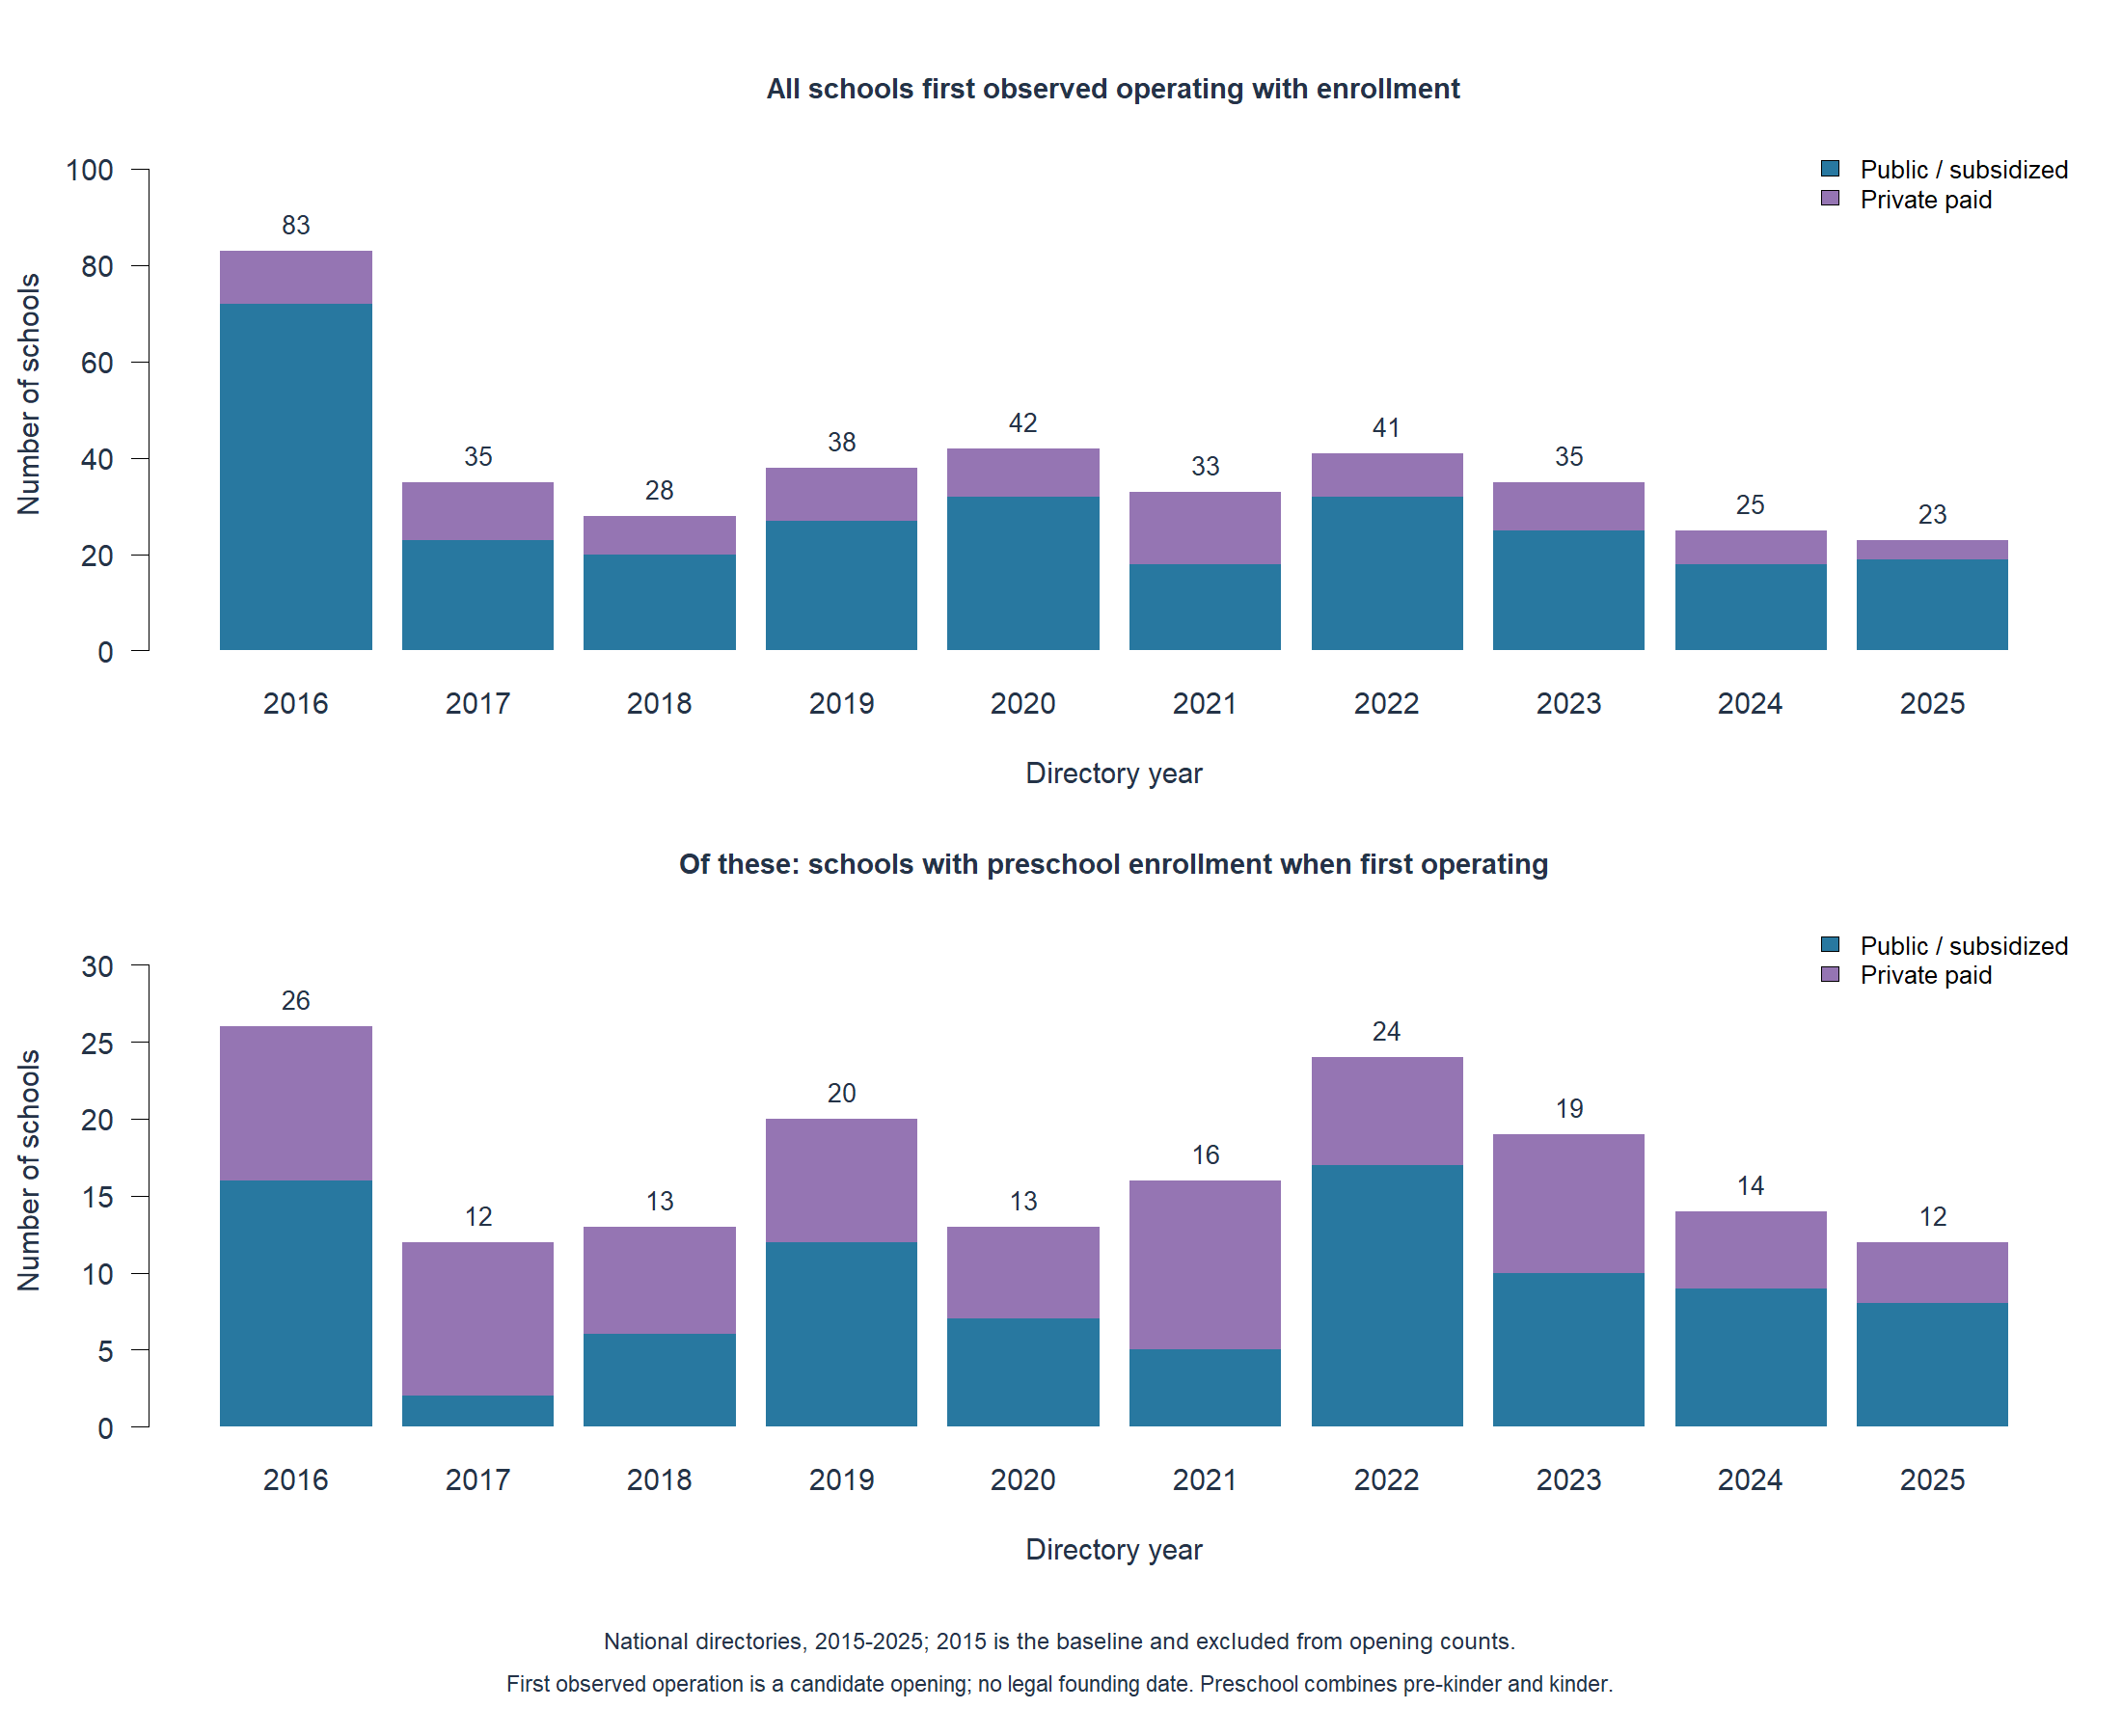 All schools first observed operating with enrollment
Public / subsidized
Private paid
Number of schools
100
80
60
40
20
0
83
35
28
38
42
33
41
35
25
23
2016 2017 2018 2019 2020 2021 2022 2023 2024 2025
Directory year
Of these: schools with preschool enrollment when first operating
Public / subsidized
Private paid
Number of schools
30
25
20
15
10
5
0
26
12
13
20
13
16
24
19
14
12
2016 2017 2018 2019 2020 2021 2022 2023 2024 2025
Directory year
National directories, 2015-2025; 2015 is the baseline and excluded from opening counts.
First observed operation is a candidate opening; no legal founding date. Preschool combines pre-kinder and kinder.